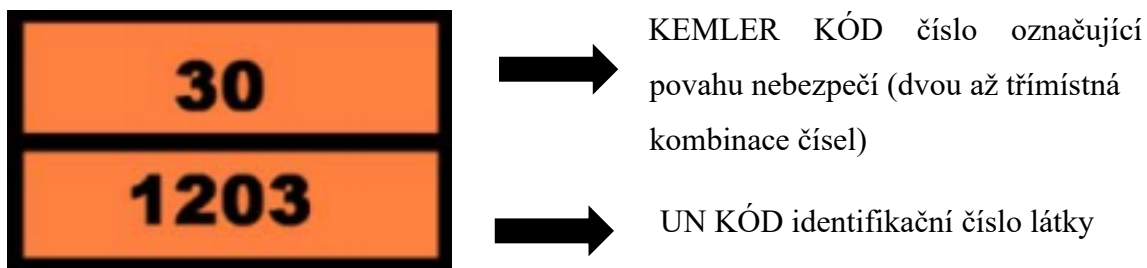 30
KEMLER KÓD číslo označující
povahu nebezpečí (dvou až třímístná
kombinace čísel)
1203
UN KÓD identifikační číslo látky